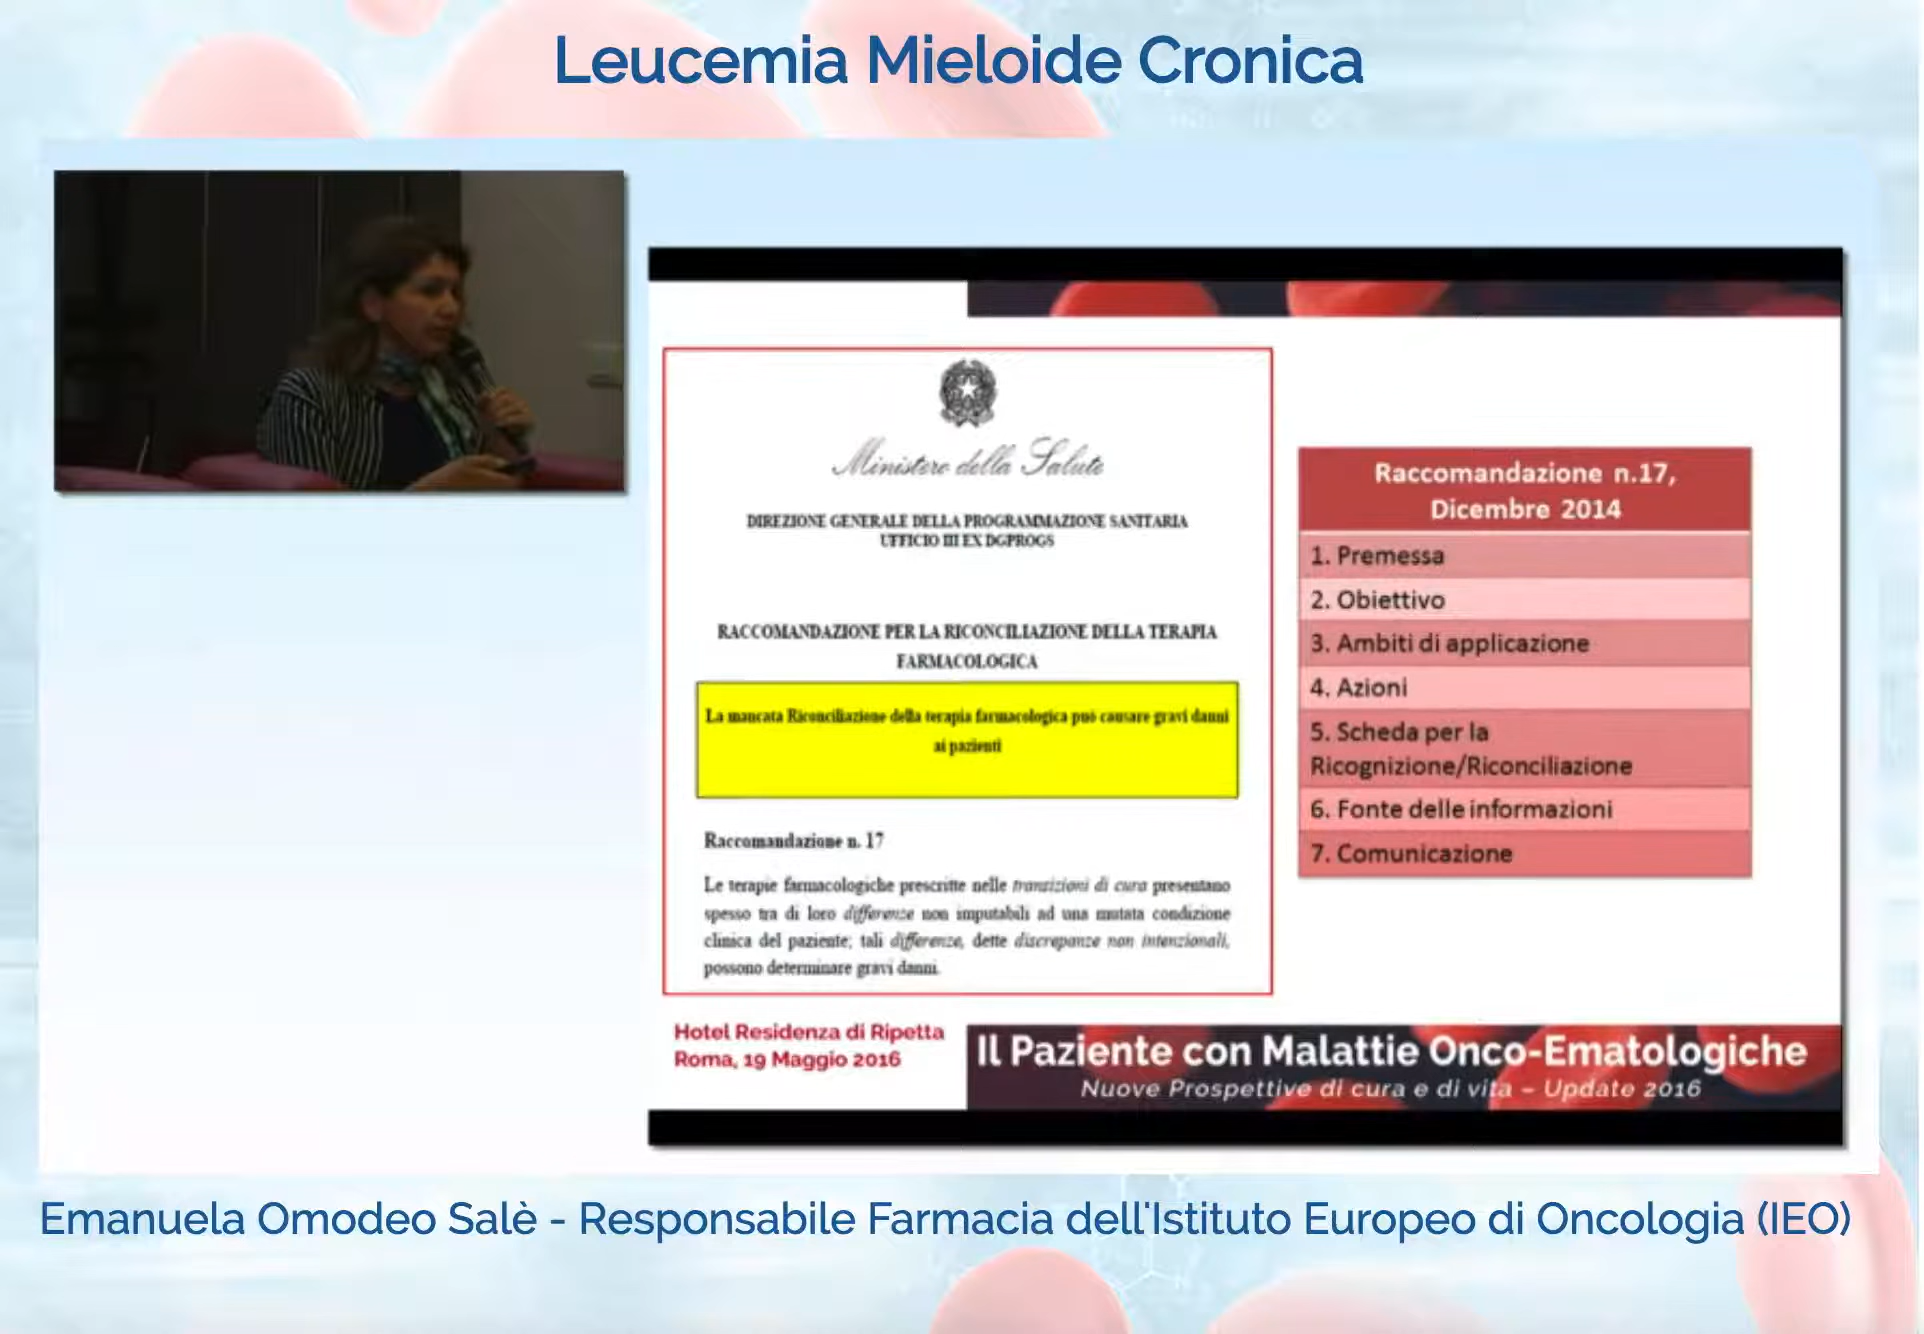 Leucemia Mieloide Cronica
Ministero della Salute
DIREZIONE GENERALE DELLA PROGRAMMAZIONE SANITARIA
UFFICIO III EX DGPROGS
RACCOMANDAZIONE PER LA RICONCILIAZIONE DELLA TERAPIA
FARMACOLOGICA
La mancata Riconciliazione della terapia farmacologica può causare gravi danni
ai pazienti
Raccomandazione n. 17
Le terapie farmacologiche prescritte nelle transizioni di cura presentano
spesso tra di loro differenze non imputabili ad una mutata condizione
clinica del paziente; tali differenze, dette discrepanze non intenzionali,
possono determinare gravi danni.
Raccomandazione n.17,
Dicembre 2014
1. Premessa
2. Obiettivo
3. Ambiti di applicazione
4. Azioni
5. Scheda per la
Ricognizione/Riconciliazione
6. Fonte delle informazioni
7. Comunicazione
Hotel Residenza di Ripetta
Roma, 19 Maggio 2016
Il Paziente con Malattie Onco-Ematologiche
Nuove Prospettive di cura e di vita – Update 2016
Emanuela Omodeo Salè - Responsabile Farmacia dell'Istituto Europeo di Oncologia (IEO)